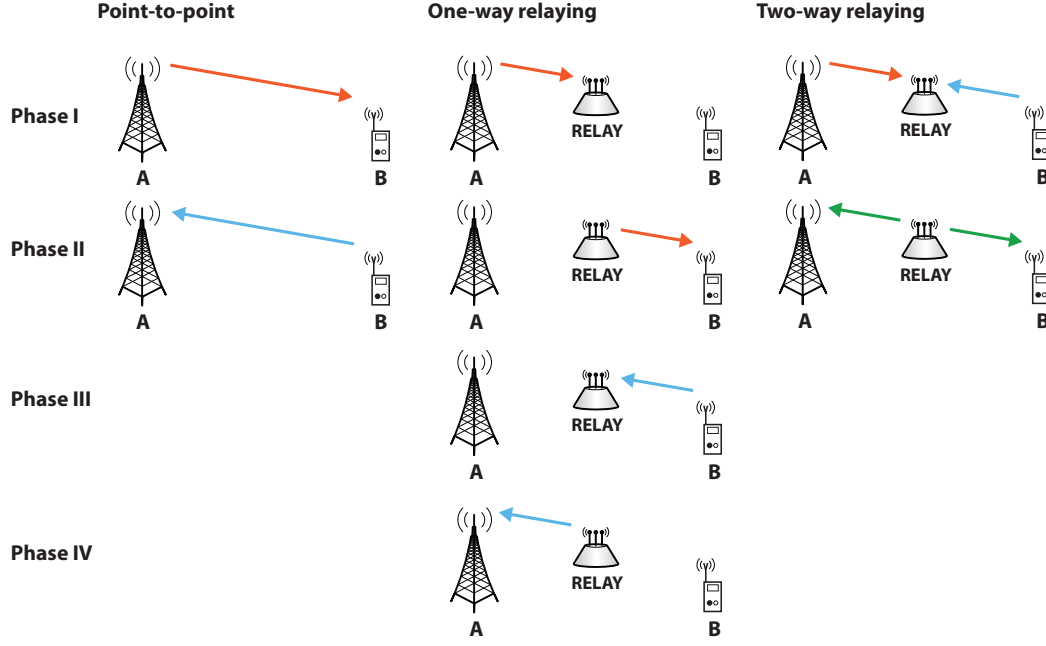 Point-to-point One-way relaying Two-way relaying
Phase I
RELAY RELAY
A B A B A B
Phase II
RELAY RELAY
A B A B A B
Phase III
RELAY
A B
Phase IV
RELAY
A B